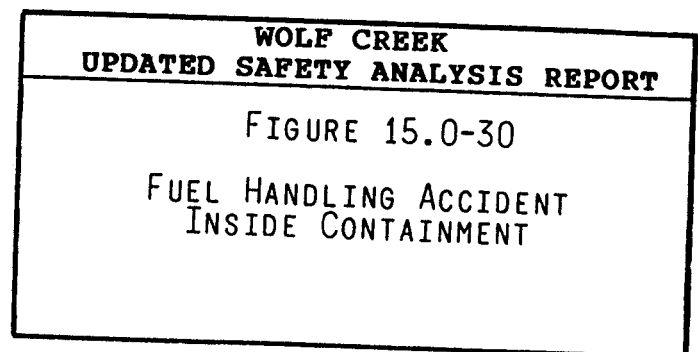 WOLF CREEK
UPDATED SAFETY ANALYSIS REPORT
FIGURE 15.0-30
FUEL HANDLING ACCIDENT
INSIDE CONTAINMENT